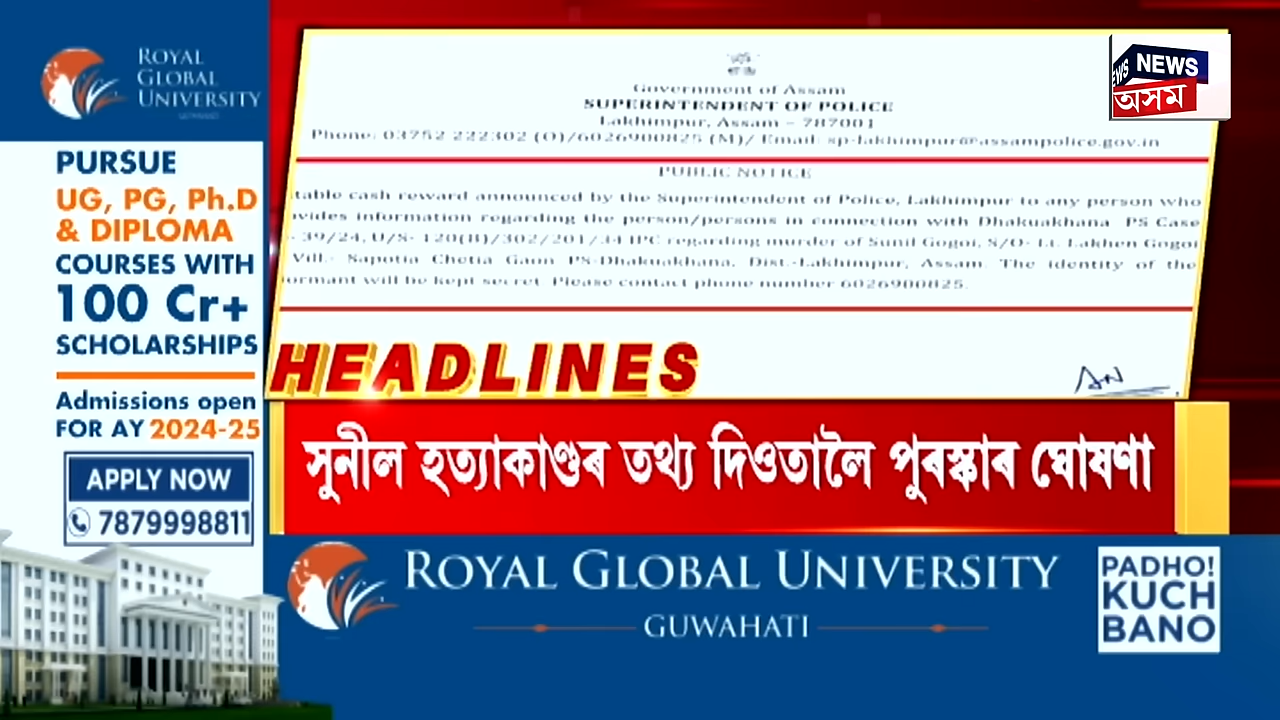 ROYAL
GLOBAL
UNIVERSITY
GUWAHATI
PURSUE
UG, PG, Ph.D
& DIPLOMA
COURSES WITH
100 Cr+
SCHOLARSHIPS
Admissions open
FOR AY 2024-25
APPLY NOW
7879998811
Government of Assam
SUPERINTENDENT OF POLICE
Lakhimpur, Assam – 787001
Phone: 03752 222302 (O)/6026900825 (M)/ Email: sp-lakhimpur@assampolice.gov.in
PUBLIC NOTICE
table cash reward announced by the Superintendent of Police, Lakhimpur to any person who
vides information regarding the person/persons in connection with Dhakuakhana PS Case
- 39/24, U/S- 120(B)/302/201/34 IPC regarding murder of Sunil Gogoi, S/O- Lt. Lakhen Gogoi
Vill.- Sapotia Chetia Gaon PS-Dhakuakhana, Dist.-Lakhimpur, Assam. The identity of the
ormant will be kept secret. Please contact phone number 6026900825.
NEWS
NEWS
অসম
HEADLINES
সুনীল হত্যাকাণ্ডৰ তথ্য দিওতালৈ পুৰস্কাৰ ঘোষণা
ROYAL GLOBAL UNIVERSITY
GUWAHATI
PADHO!
KUCH
BANO